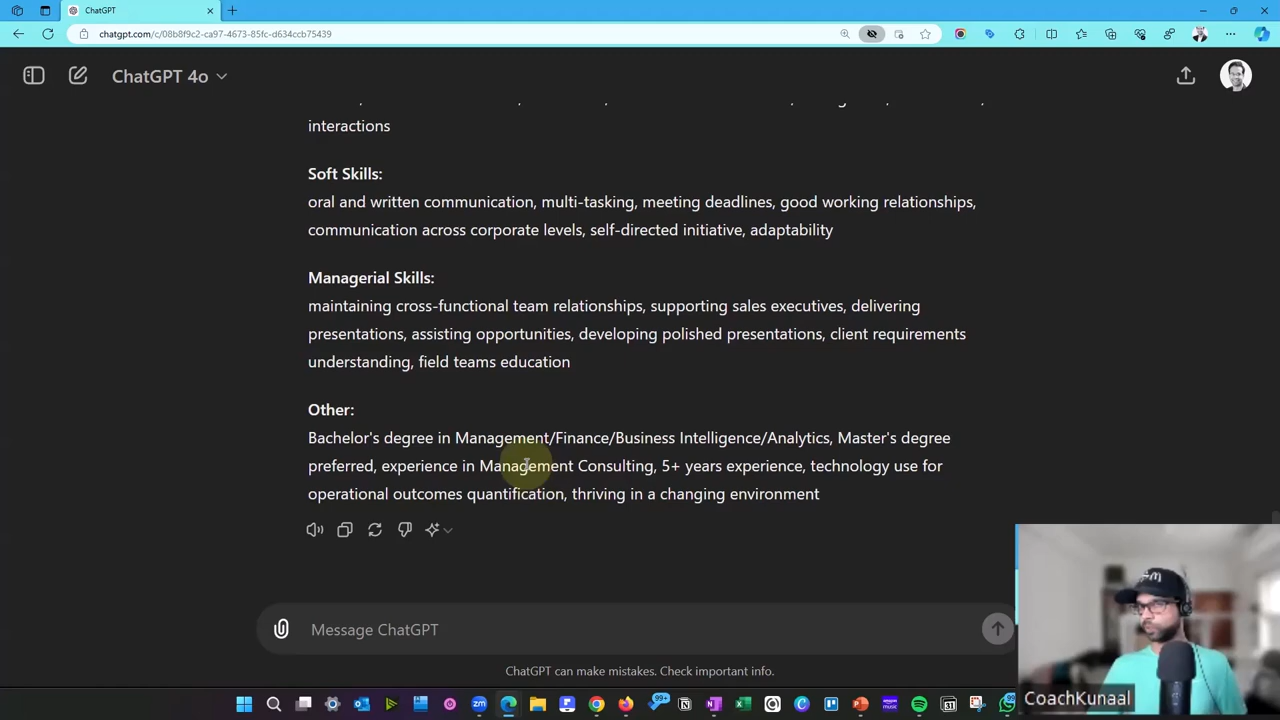 ChatGPT
chatgpt.com/c/08b8f9c2-ca97-4673-85fc-d634ccb75439
ChatGPT 4o
interactions
Soft Skills:
oral and written communication, multi-tasking, meeting deadlines, good working relationships,
communication across corporate levels, self-directed initiative, adaptability
Managerial Skills:
maintaining cross-functional team relationships, supporting sales executives, delivering
presentations, assisting opportunities, developing polished presentations, client requirements
understanding, field teams education
Other:
Bachelor's degree in Management/Finance/Business Intelligence/Analytics, Master's degree
preferred, experience in Management Consulting, 5+ years experience, technology use for
operational outcomes quantification, thriving in a changing environment
Message ChatGPT
ChatGPT can make mistakes. Check important info.
CoachKunaal